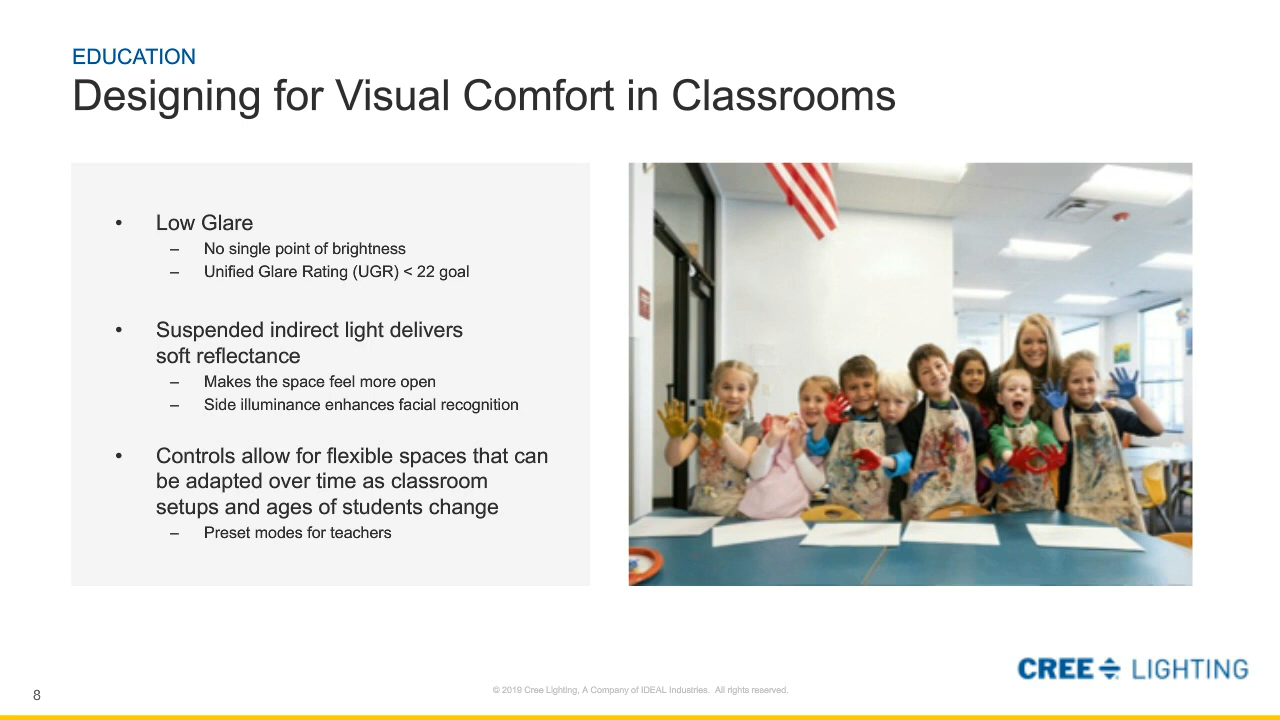 EDUCATION
Designing for Visual Comfort in Classrooms
• Low Glare
– No single point of brightness
– Unified Glare Rating (UGR) < 22 goal
• Suspended indirect light delivers
soft reflectance
– Makes the space feel more open
– Side illuminance enhances facial recognition
• Controls allow for flexible spaces that can
be adapted over time as classroom
setups and ages of students change
– Preset modes for teachers
CREE LIGHTING
8
© 2019 Cree Lighting, A Company of IDEAL Industries. All rights reserved.